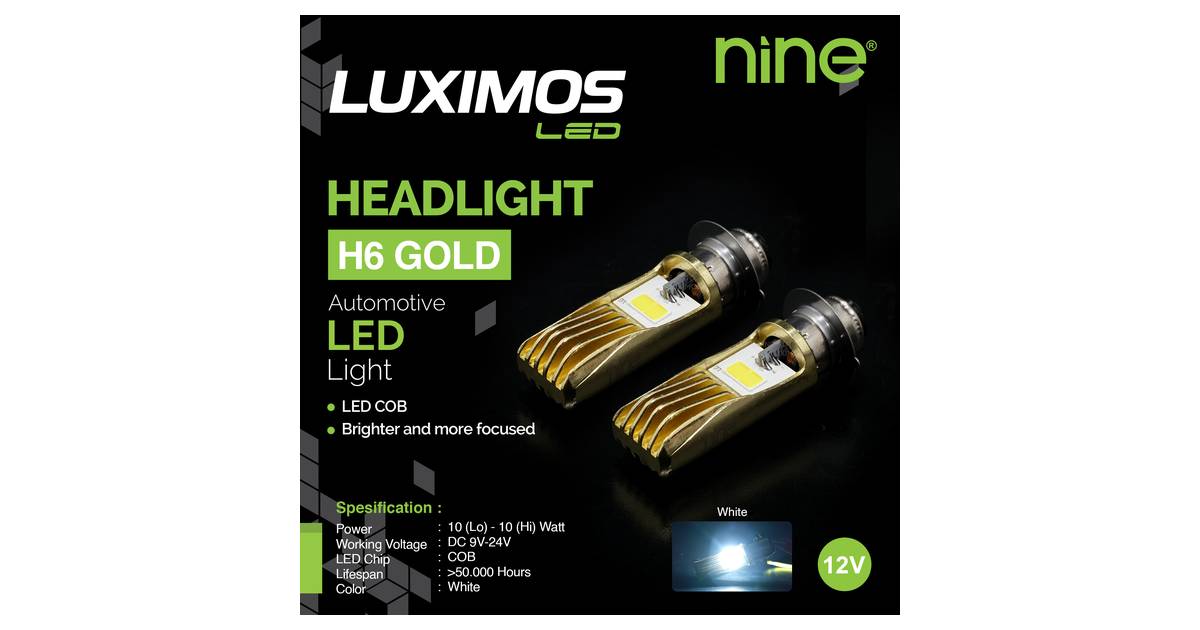 nine®
LUXIMOS
LED
HEADLIGHT
H6 GOLD
Automotive
LED
Light
LED COB
Brighter and more focused
Spesification :
Power : 10 (Lo) - 10 (Hi) Watt
Working Voltage : DC 9V-24V
LED Chip : COB
Lifespan : >50.000 Hours
Color : White
White
12V